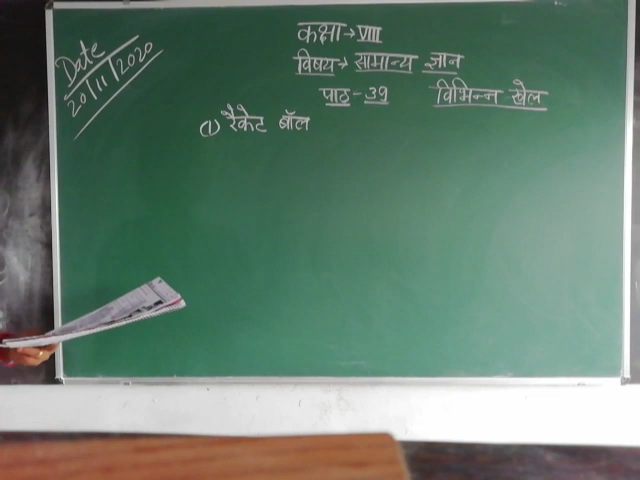 Date
20/11/2020
कक्षा → VIII
विषय → सामान्य ज्ञान
पाठ - 39 विभिन्न खेल
(1) रैकेट बॉल